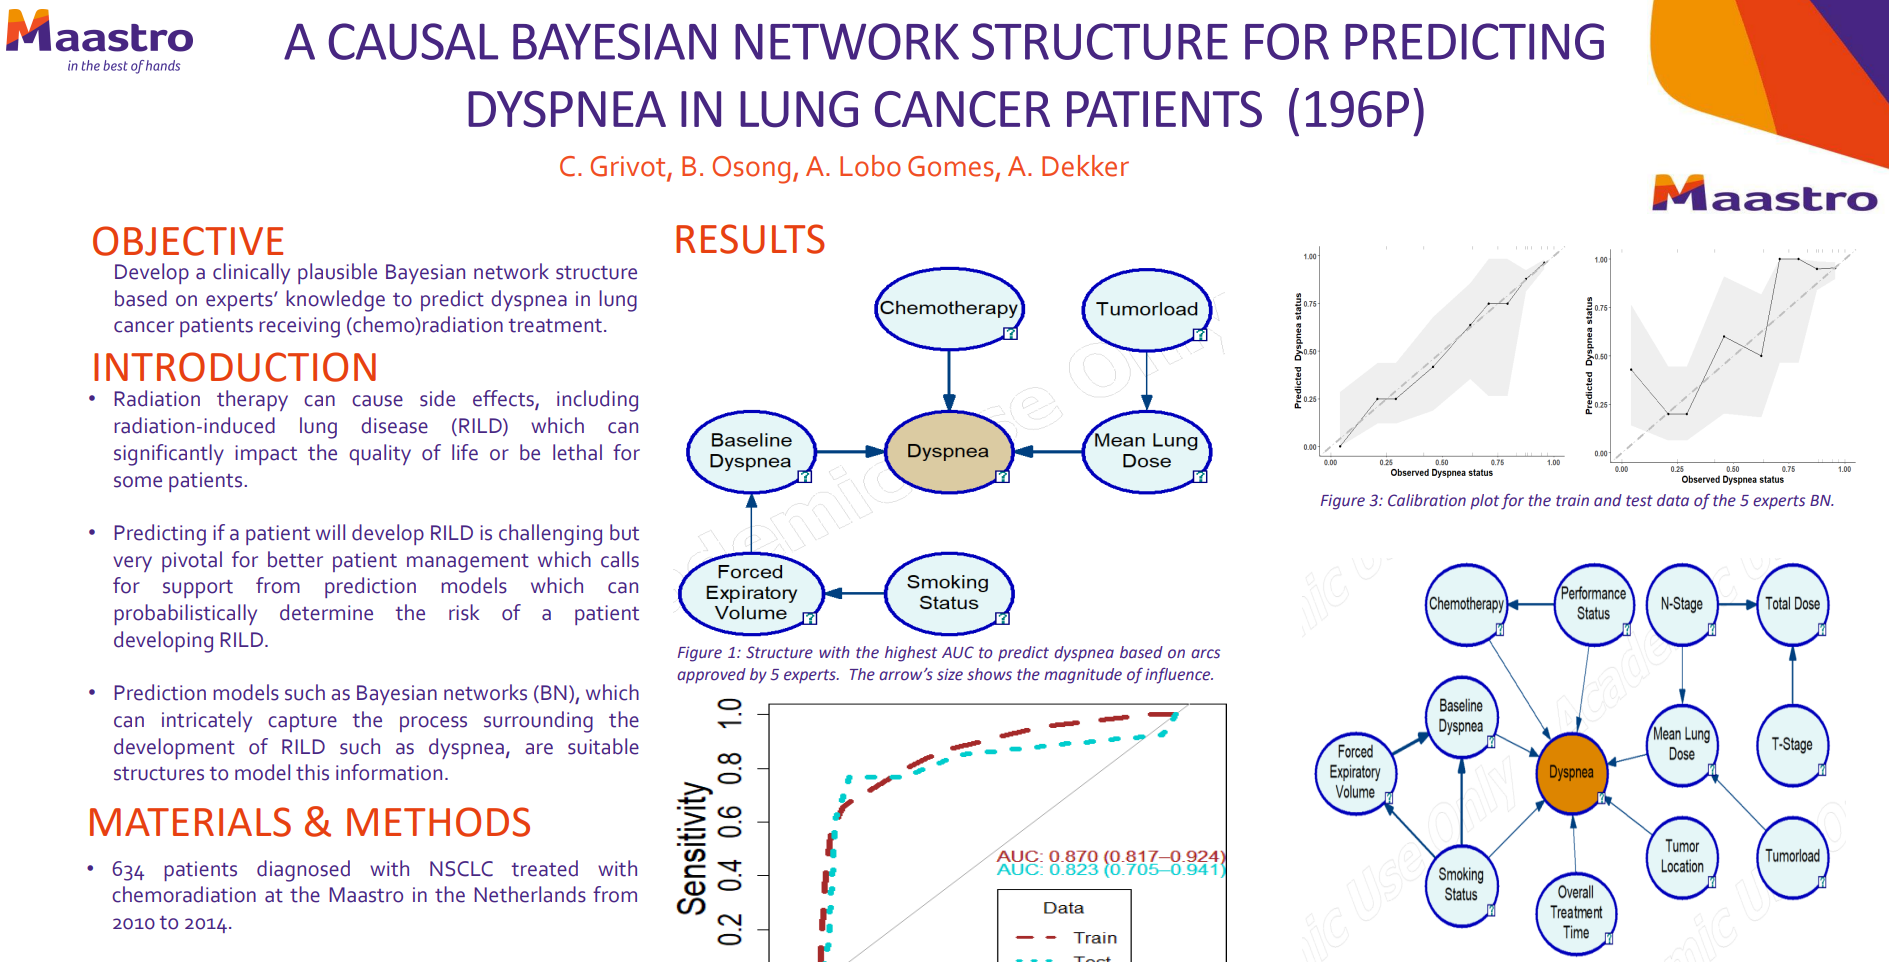 Maastro
in the best of hands
A CAUSAL BAYESIAN NETWORK STRUCTURE FOR PREDICTING
DYSPNEA IN LUNG CANCER PATIENTS (196P)
C. Grivot, B. Osong, A. Lobo Gomes, A. Dekker
Maastro
OBJECTIVE
Develop a clinically plausible Bayesian network structure
based on experts' knowledge to predict dyspnea in lung
cancer patients receiving (chemo)radiation treatment.
INTRODUCTION
• Radiation therapy can cause side effects, including
radiation-induced lung disease (RILD) which can
significantly impact the quality of life or be lethal for
some patients.
• Predicting if a patient will develop RILD is challenging but
very pivotal for better patient management which calls
for support from prediction models which can
probabilistically determine the risk of a patient
developing RILD.
• Prediction models such as Bayesian networks (BN), which
can intricately capture the process surrounding the
development of RILD such as dyspnea, are suitable
structures to model this information.
MATERIALS & METHODS
• 634 patients diagnosed with NSCLC treated with
chemoradiation at the Maastro in the Netherlands from
2010 to 2014.
RESULTS
Chemotherapy
?
Tumorload
?
Baseline
Dyspnea
?
Dyspnea
?
Mean Lung
Dose
?
Forced
Expiratory
Volume
?
Smoking
Status
?
demic Use Only
Figure 1: Structure with the highest AUC to predict dyspnea based on arcs
approved by 5 experts. The arrow's size shows the magnitude of influence.
Sensitivity
1.0
0.8
0.6
0.4
0.2
AUC: 0.870 (0.817–0.924)
AUC: 0.823 (0.705–0.941)
Data
Train
Test
Predicted Dyspnea status
1.00
0.75
0.50
0.25
0.00
0.00 0.25 0.50 0.75 1.00
Observed Dyspnea status
Predicted Dyspnea status
1.00
0.75
0.50
0.25
0.00
0.00 0.25 0.50 0.75 1.00
Observed Dyspnea status
Figure 3: Calibration plot for the train and test data of the 5 experts BN.
Chemotherapy
?
Performance
Status
?
N-Stage
?
Total Dose
?
Baseline
Dyspnea
?
Forced
Expiratory
Volume
?
Dyspnea
?
Mean Lung
Dose
?
T-Stage
?
Smoking
Status
?
Overall
Treatment
Time
?
Tumor
Location
?
Tumorload
?